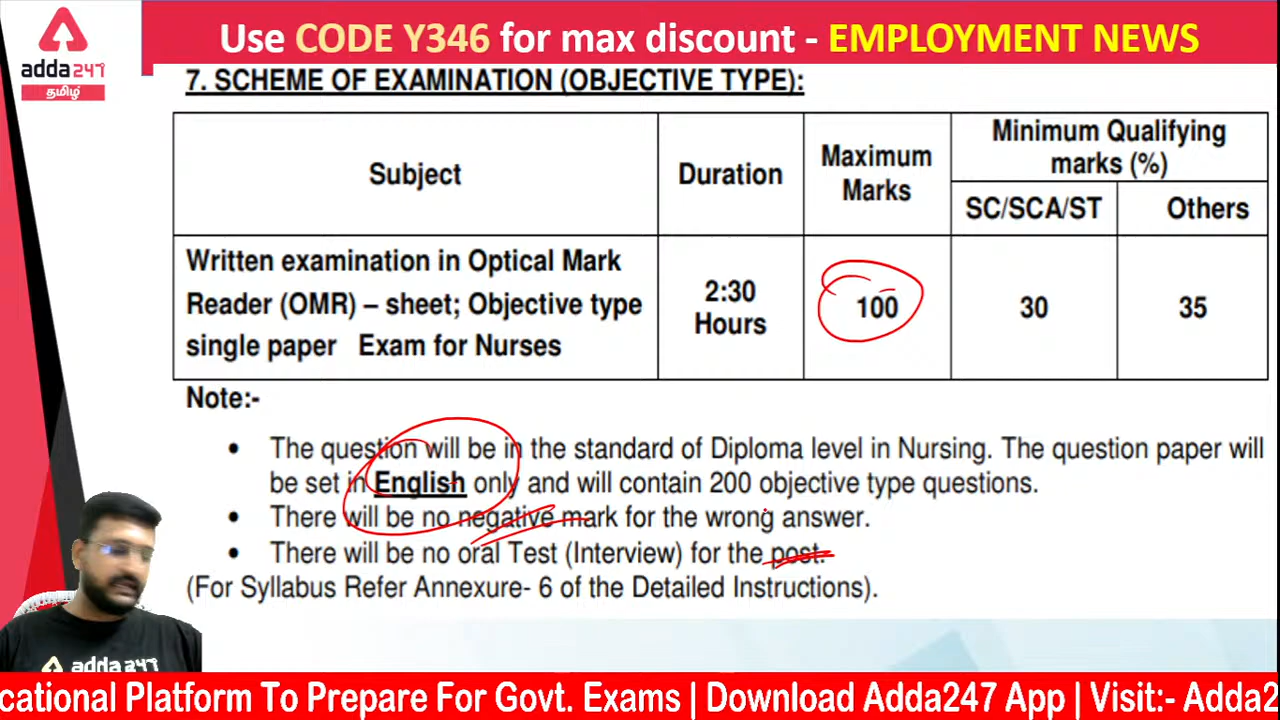 Use CODE Y346 for max discount - EMPLOYMENT NEWS
adda247
தமிழ்
7. SCHEME OF EXAMINATION (OBJECTIVE TYPE):
Subject
Duration
Maximum
Marks
Minimum Qualifying
marks (%)
SC/SCA/ST
Others
Written examination in Optical Mark
Reader (OMR) – sheet; Objective type
single paper Exam for Nurses
2:30
Hours
100
30
35
Note:-
• The question will be in the standard of Diploma level in Nursing. The question paper will
be set in English only and will contain 200 objective type questions.
• There will be no negative mark for the wrong answer.
• There will be no oral Test (Interview) for the post.
(For Syllabus Refer Annexure- 6 of the Detailed Instructions).
adda247
cational Platform To Prepare For Govt. Exams | Download Adda247 App | Visit:- Adda2